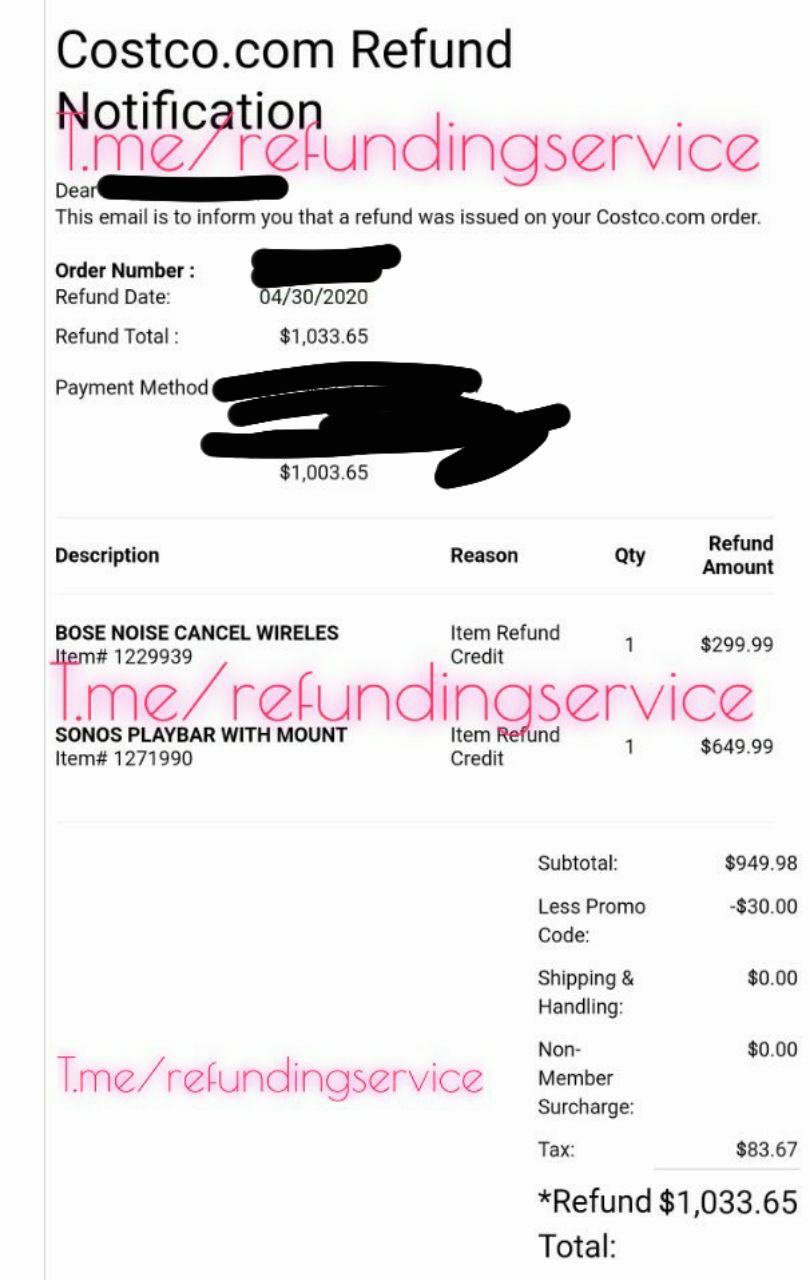 Costco.com Refund
Notification
T.me/refundingservice
Dear
This email is to inform you that a refund was issued on your Costco.com order.
Order Number :
Refund Date: 04/30/2020
Refund Total : $1,033.65
Payment Method
$1,003.65
Description Reason Qty Refund Amount
BOSE NOISE CANCEL WIRELES Item Refund 1 $299.99
Item# 1229939 Credit
T.me/refundingservice
SONOS PLAYBAR WITH MOUNT Item Refund 1 $649.99
Item# 1271990 Credit
Subtotal: $949.98
Less Promo -$30.00
Code:
Shipping & $0.00
Handling:
Non- $0.00
Member
Surcharge:
T.me/refundingservice
Tax: $83.67
*Refund $1,033.65
Total: